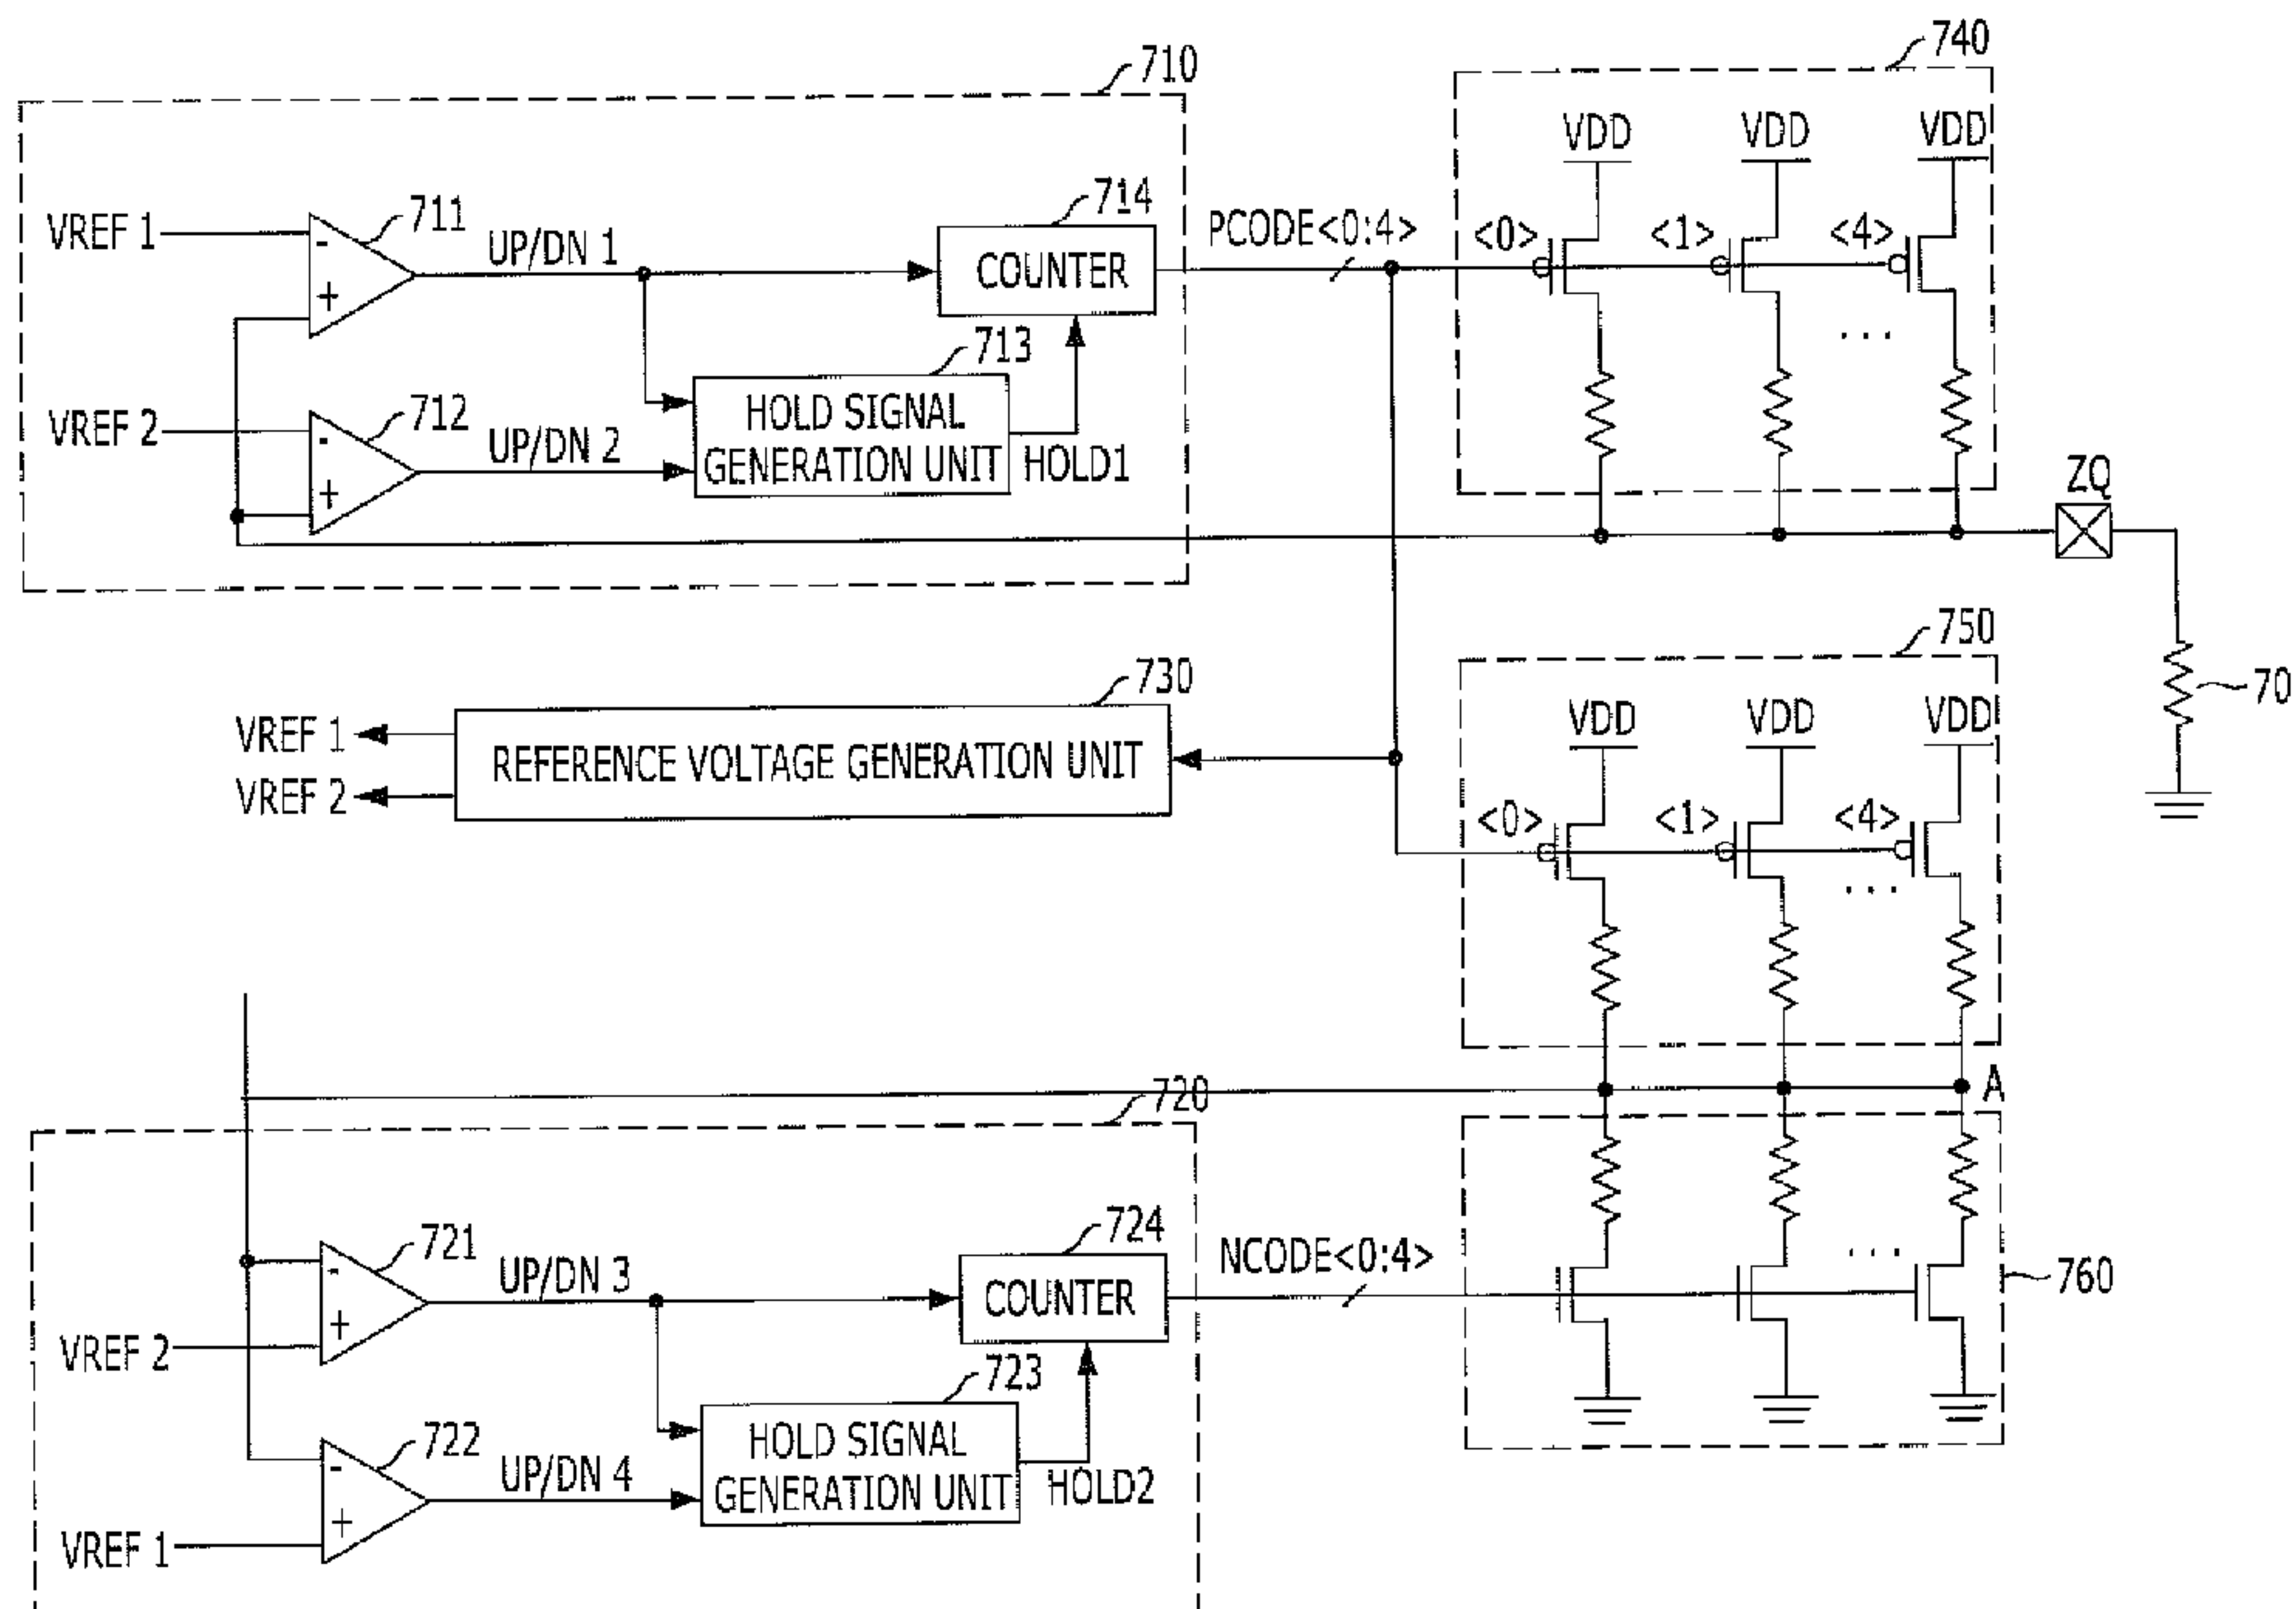 710
740
VDD VDD VDD
VREF 1
-
+
711
UP/DN 1
714
COUNTER
PCODE<0:4>
<0> <1> <4>
713
. . .
VREF 2
-
+
712
UP/DN 2
HOLD SIGNAL
GENERATION UNIT
HOLD1
ZQ
70
730
VREF 1
VREF 2
REFERENCE VOLTAGE GENERATION UNIT
750
VDD VDD VDD
<0> <1> <4>
. . .
A
720
VREF 2
-
+
721
UP/DN 3
724
COUNTER
NCODE<0:4>
. . .
760
723
VREF 1
-
+
722
UP/DN 4
HOLD SIGNAL
GENERATION UNIT
HOLD2